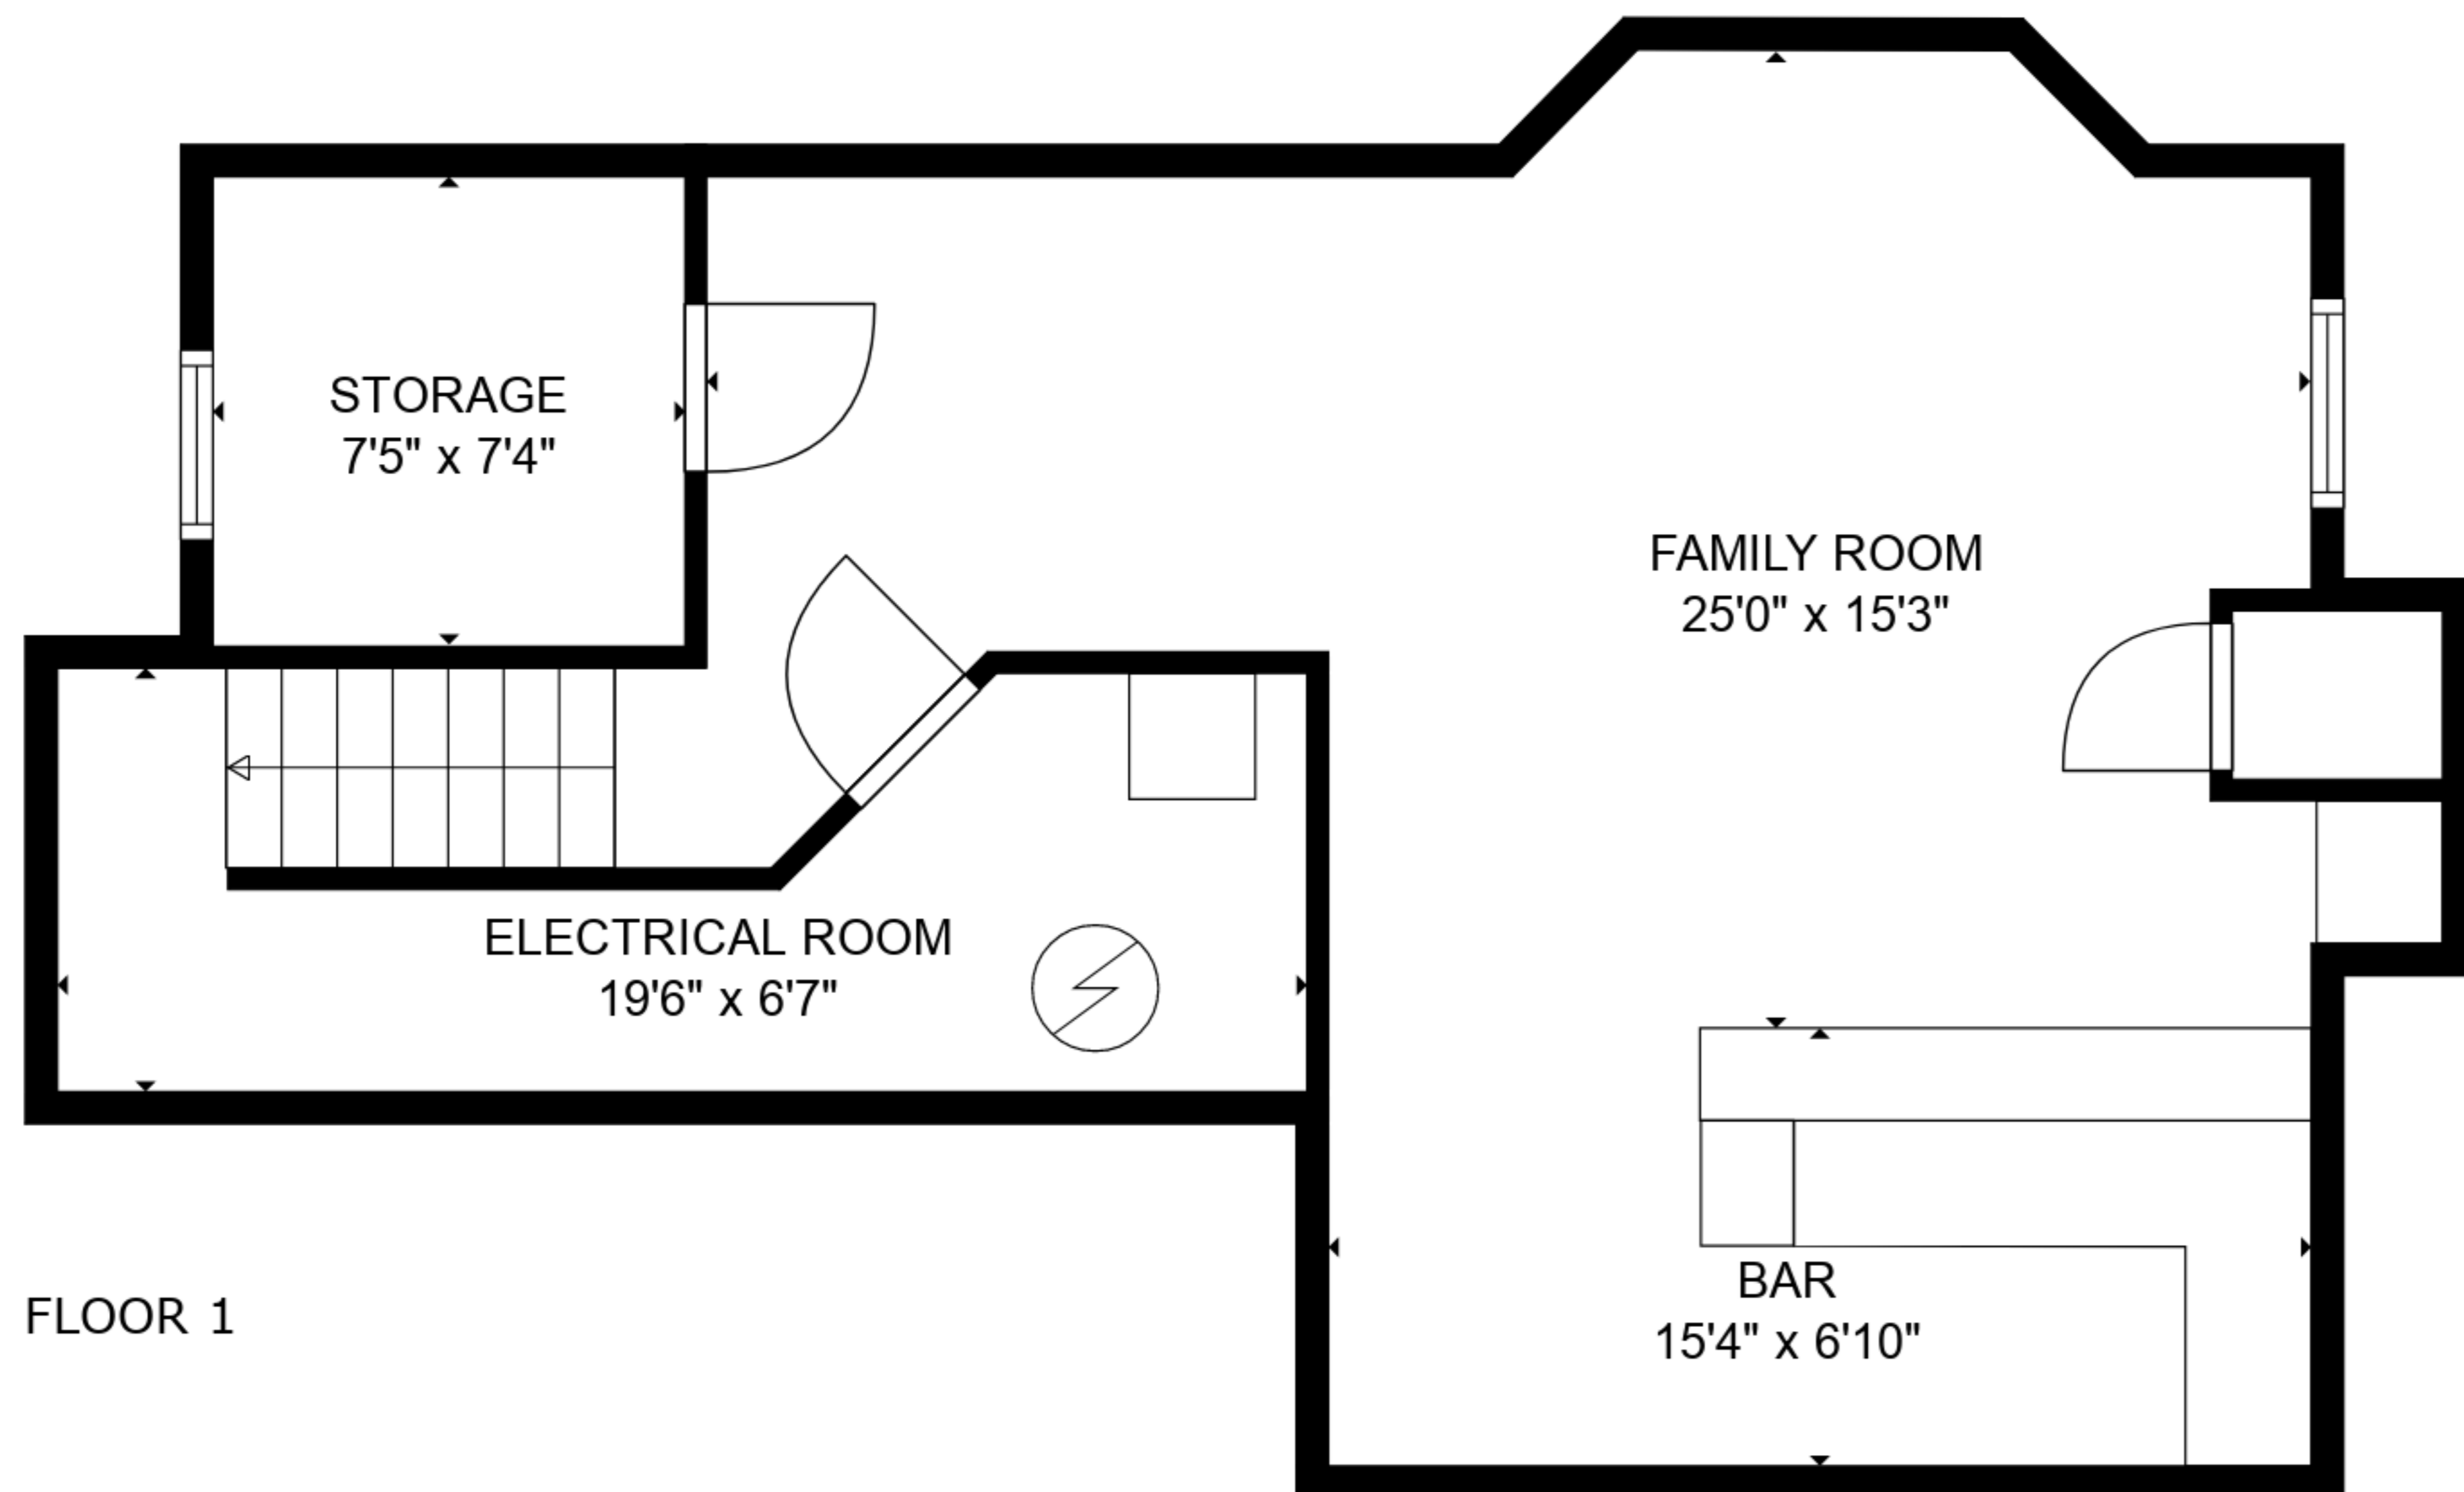 STORAGE
7'5" x 7'4"
FAMILY ROOM
25'0" x 15'3"
ELECTRICAL ROOM
19'6" x 6'7"
BAR
15'4" x 6'10"
FLOOR 1